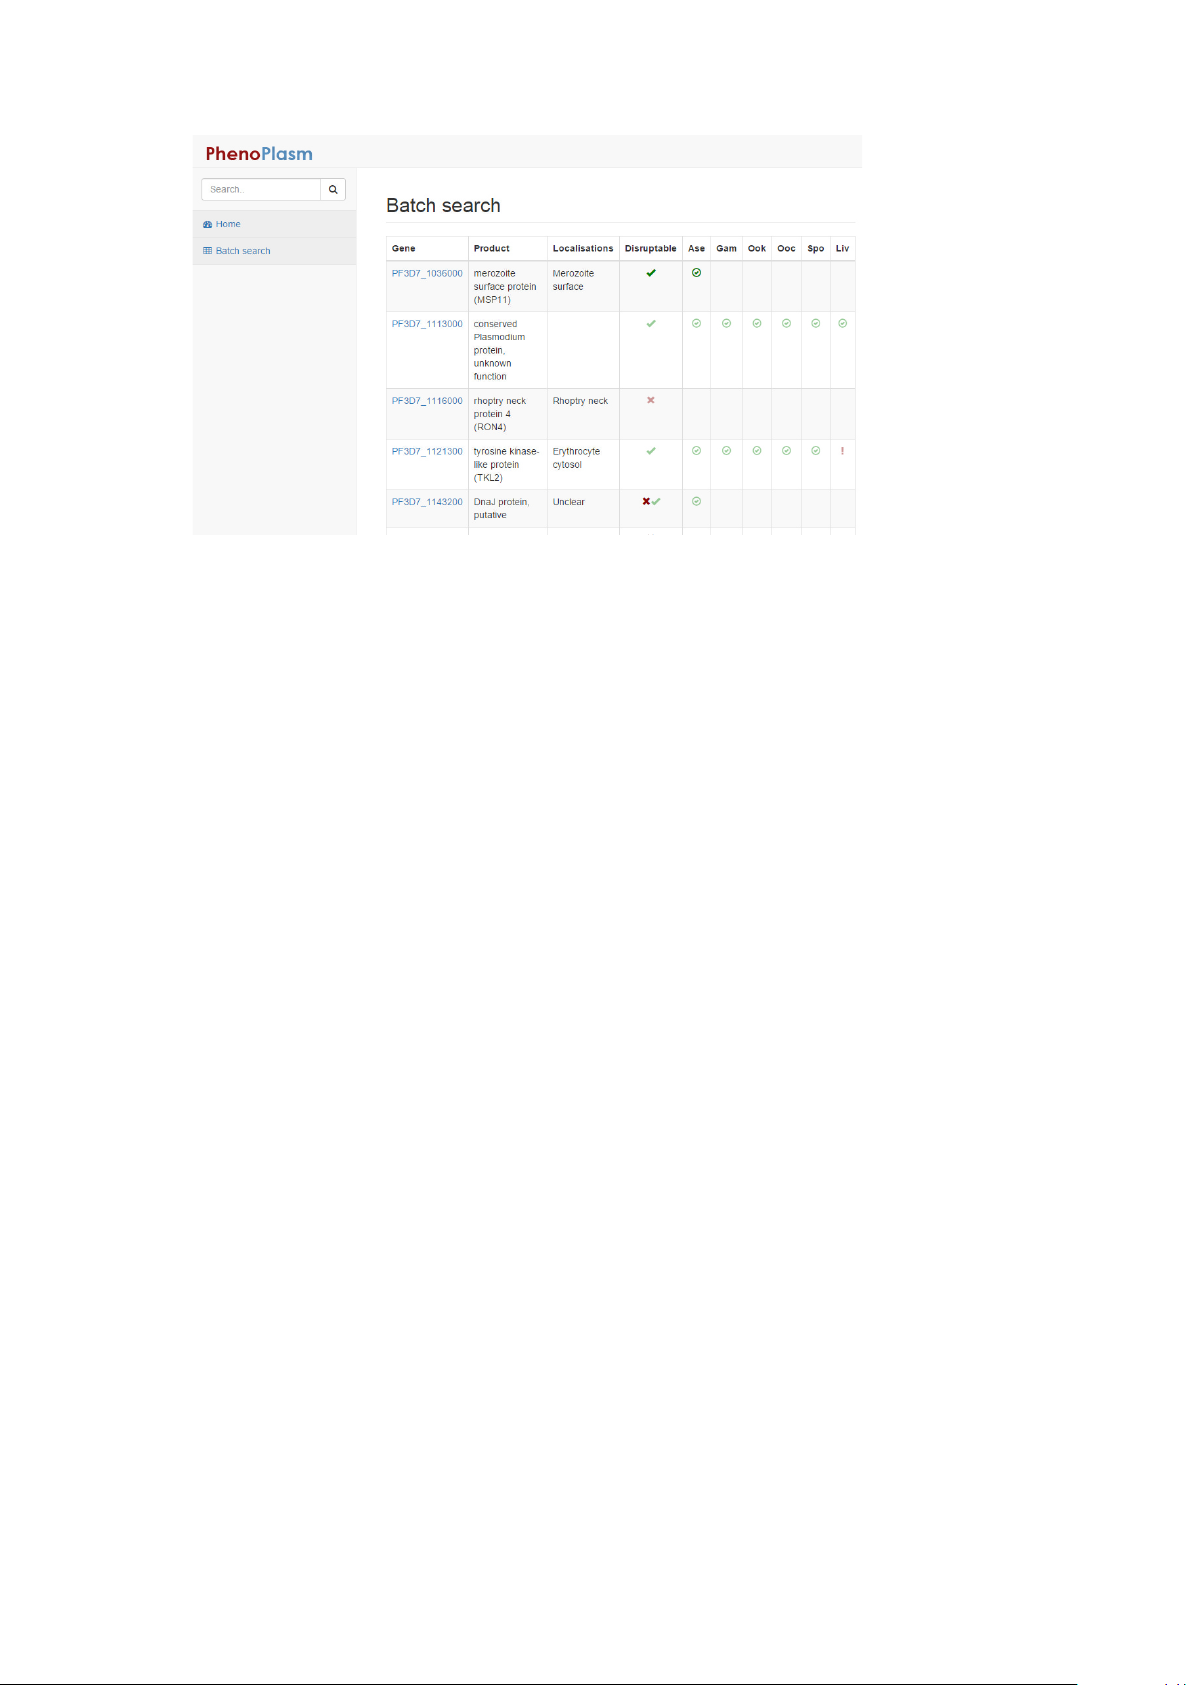 PhenoPlasm
Search..
Home
Batch search
Batch search
Gene Product Localisations Disruptable Ase Gam Ook Ooc Spo Liv
PF3D7_1036000 merozoite Merozoite
surface protein surface
(MSP11)
PF3D7_1113000 conserved
Plasmodium
protein,
unknown
function
PF3D7_1116000 rhoptry neck Rhoptry neck
protein 4
(RON4)
PF3D7_1121300 tyrosine kinase- Erythrocyte
like protein cytosol
(TKL2)
PF3D7_1143200 DnaJ protein, Unclear
putative